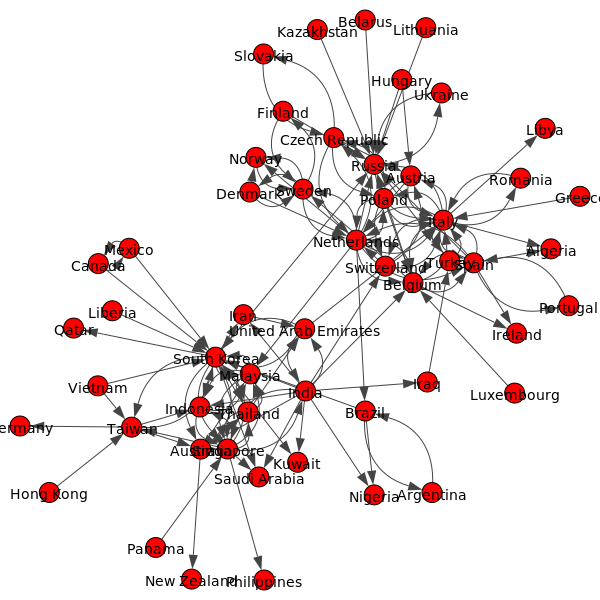 Belarus
Kazakhstan
Lithuania
Slovakia
Hungary
Ukraine
Finland
Czech Republic
Libya
Norway
Russia
Austria
Romania
Denmark
Sweden
Poland
Greec
Italy
Netherlands
Mexico
Algeria
Canada
Switzerland
Turkey
Spain
Belgium
Portugal
Liberia
Iran
Qatar
United Arab Emirates
Ireland
South Korea
Malaysia
Vietnam
India
Iraq
Luxembourg
Indonesia
Thailand
Brazil
ermany
Taiwan
Australia
Singapore
Kuwait
Saudi Arabia
Hong Kong
Nigeria
Argentina
Panama
New Zealand
Philippines